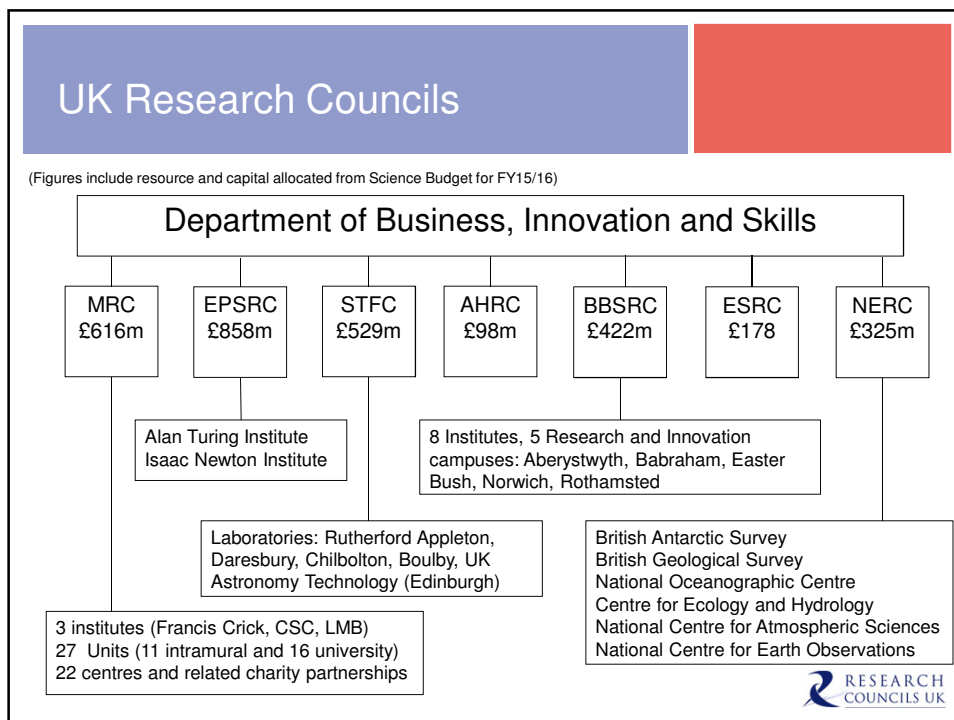 UK Research Councils
(Figures include resource and capital allocated from Science Budget for FY15/16)
Department of Business, Innovation and Skills
MRC
£616m
EPSRC
£858m
STFC
£529m
AHRC
£98m
BBSRC
£422m
ESRC
£178
NERC
£325m
Alan Turing Institute
Isaac Newton Institute
8 Institutes, 5 Research and Innovation
campuses: Aberystwyth, Babraham, Easter
Bush, Norwich, Rothamsted
Laboratories: Rutherford Appleton,
Daresbury, Chilbolton, Boulby, UK
Astronomy Technology (Edinburgh)
British Antarctic Survey
British Geological Survey
National Oceanographic Centre
Centre for Ecology and Hydrology
National Centre for Atmospheric Sciences
National Centre for Earth Observations
3 institutes (Francis Crick, CSC, LMB)
27 Units (11 intramural and 16 university)
22 centres and related charity partnerships
RESEARCH
COUNCILS UK